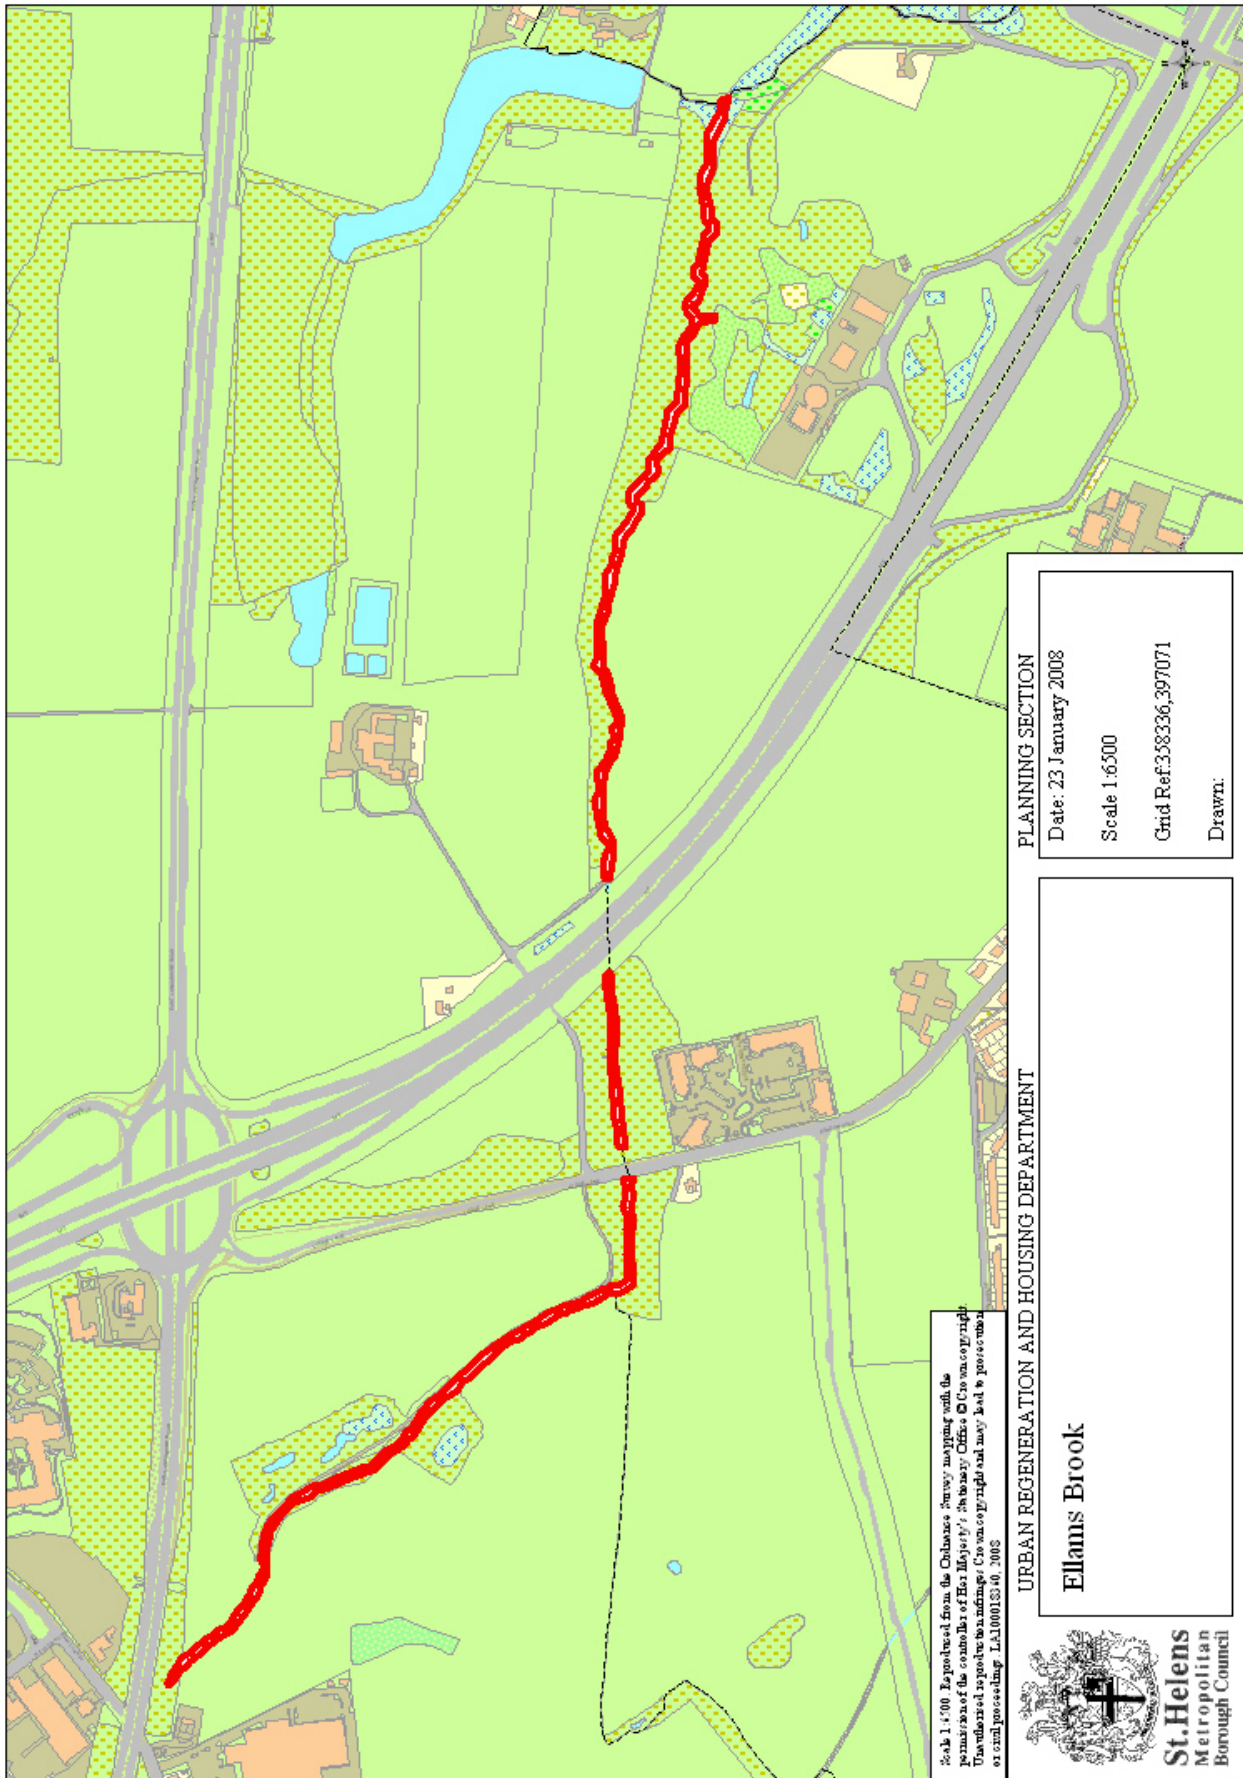 Scale 1:6500. Reproduced from the Ordnance Survey mapping with the
permission of the controller of Her Majesty's Stationary Office © Crown copyright.
Unauthorised reproduction infringes Crown copyright and may lead to prosecution
or civil proceedings. LA100018340, 2008
URBAN REGENERATION AND HOUSING DEPARTMENT
PLANNING SECTION
Ellams Brook
Date: 23 January 2008
Scale 1:6500
Grid Ref:358336,397071
Drawn:
St.Helens
Metropolitan
Borough Council